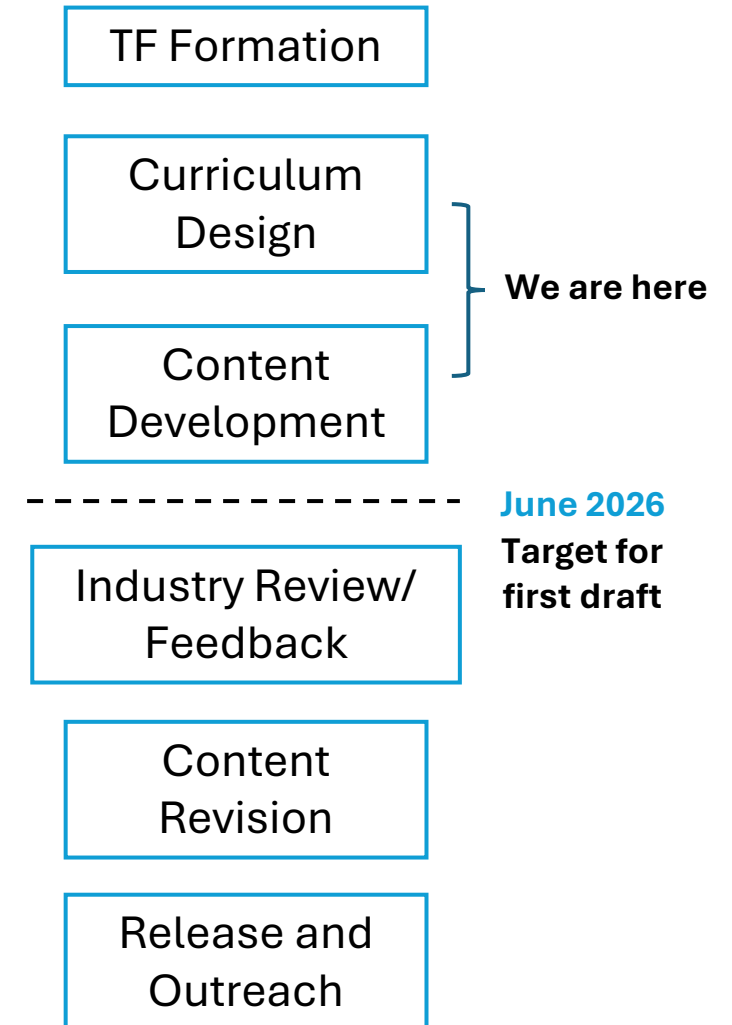 TF Formation
Curriculum
Design
We are here
Content
Development
June 2026
Target for
first draft
Industry Review/
Feedback
Content
Revision
Release and
Outreach